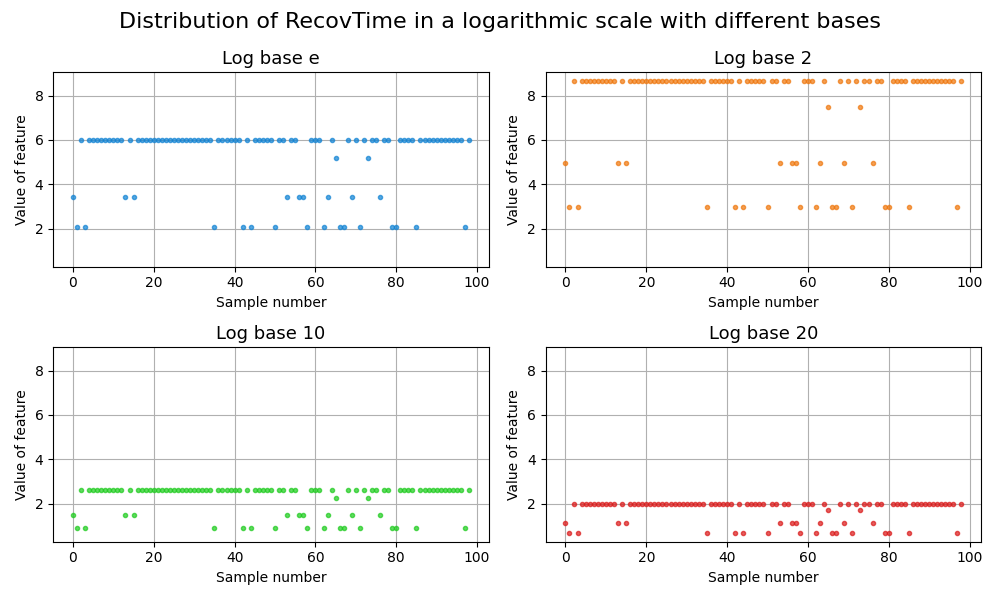 Distribution of RecovTime in a logarithmic scale with different bases
Log base e
Value of feature
8
6
4
2
0 20 40 60 80 100
Sample number
Log base 2
Value of feature
8
6
4
2
0 20 40 60 80 100
Sample number
Log base 10
Value of feature
8
6
4
2
0 20 40 60 80 100
Sample number
Log base 20
Value of feature
8
6
4
2
0 20 40 60 80 100
Sample number